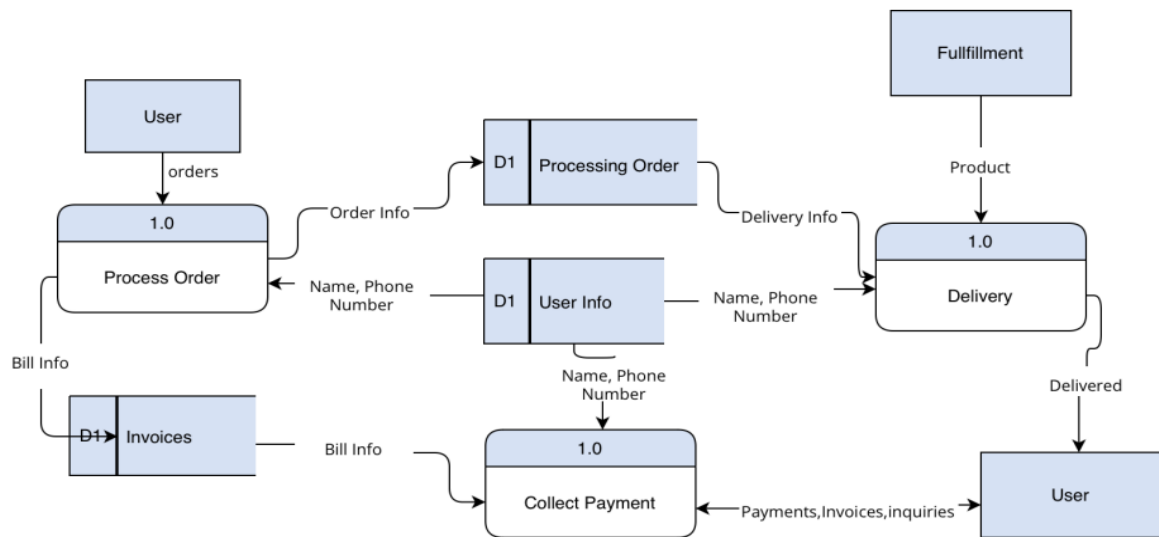 Fullfillment
User
orders
D1
Processing Order
Product
Order Info
Delivery Info
1.0
Process Order
1.0
Delivery
Name, Phone
Number
D1
User Info
Name, Phone
Number
Bill Info
Name, Phone
Number
Delivered
D1
Invoices
Bill Info
1.0
Collect Payment
Payments,Invoices,inquiries
User